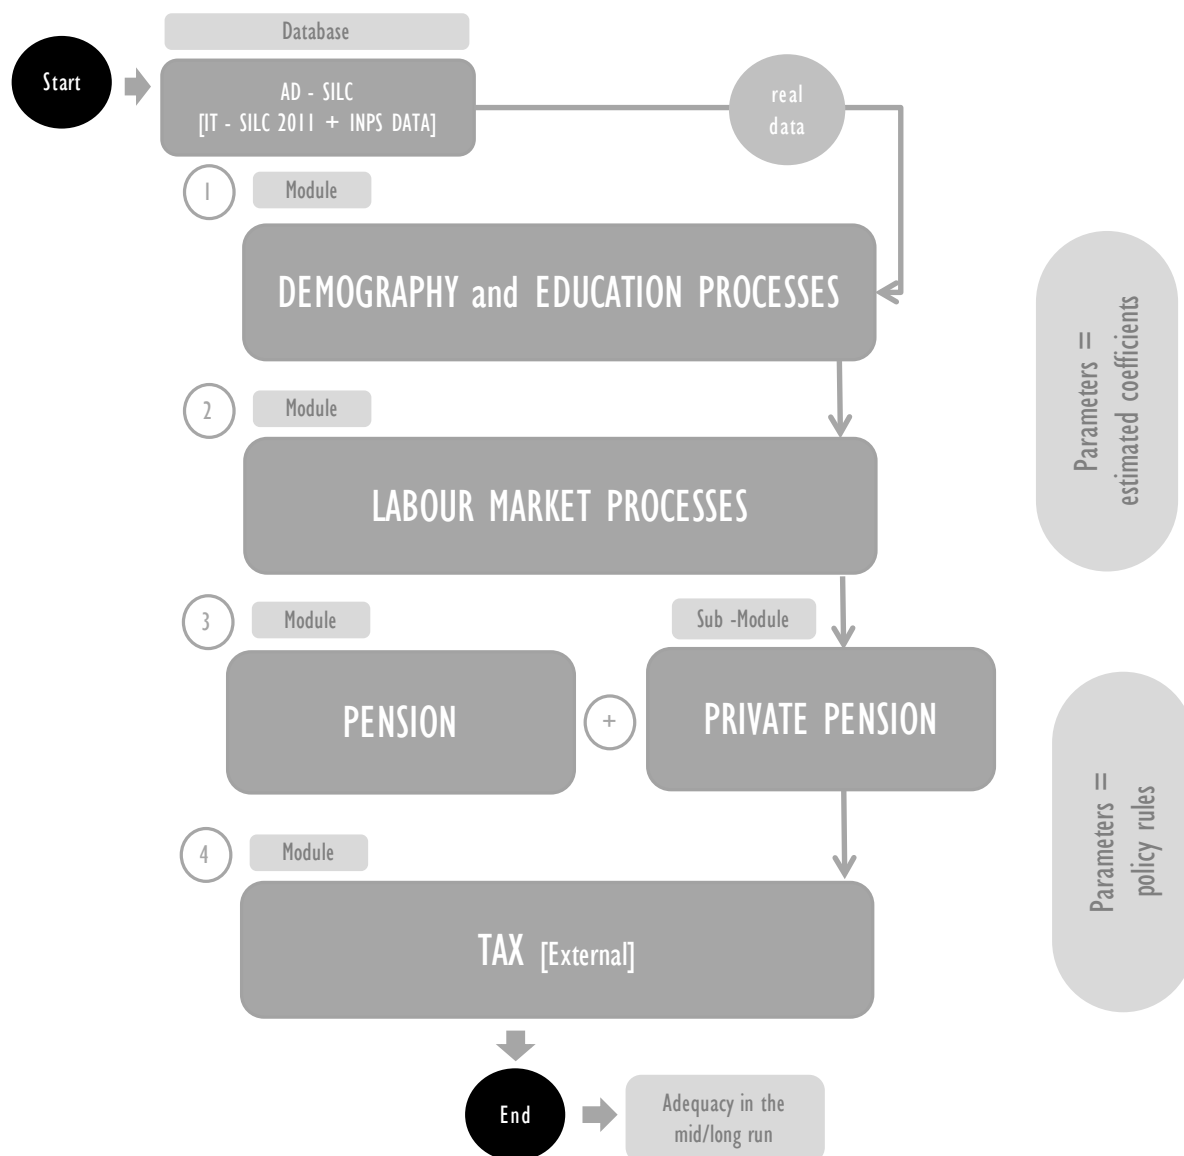 Database
Start
AD - SILC
[IT - SILC 2011 + INPS DATA]
real
data
1
Module
DEMOGRAPHY and EDUCATION PROCESSES
Parameters =
estimated coefficients
2
Module
LABOUR MARKET PROCESSES
3
Module
Sub -Module
PENSION
+
PRIVATE PENSION
Parameters =
policy rules
4
Module
TAX [External]
End
Adequacy in the
mid/long run